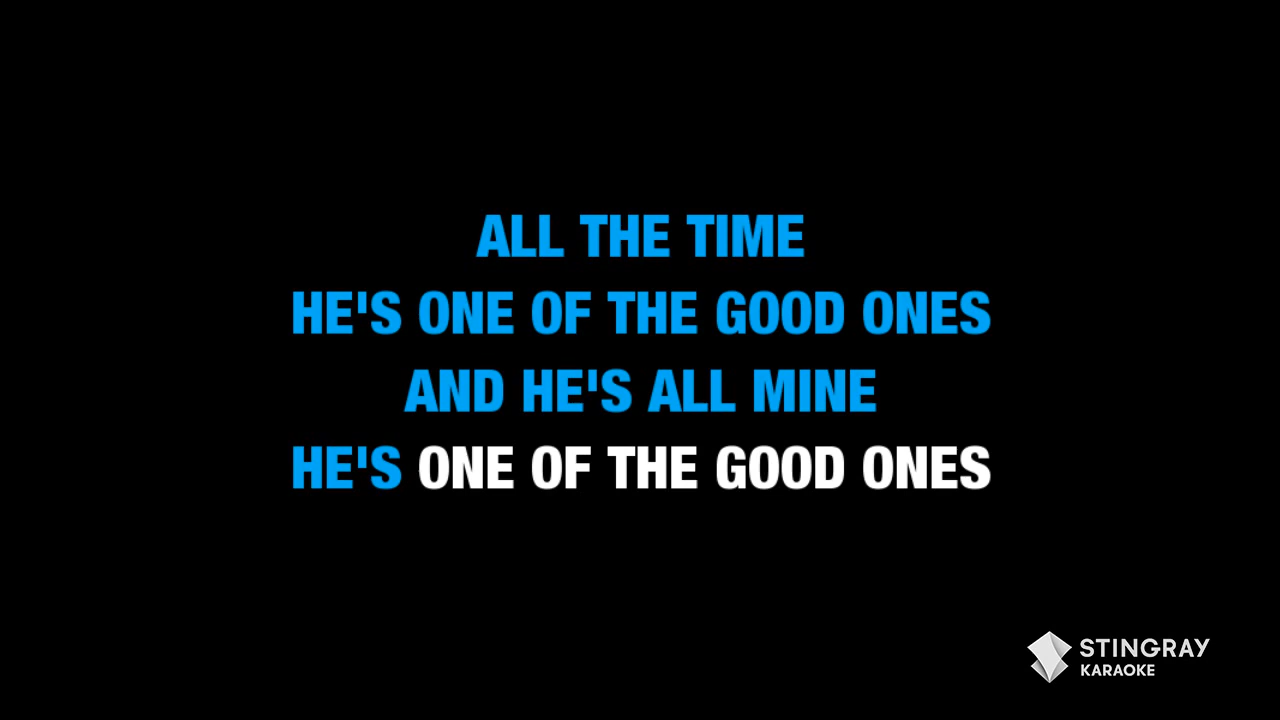 ALL THE TIME
HE'S ONE OF THE GOOD ONES
AND HE'S ALL MINE
HE'S ONE OF THE GOOD ONES
STINGRAY
KARAOKE